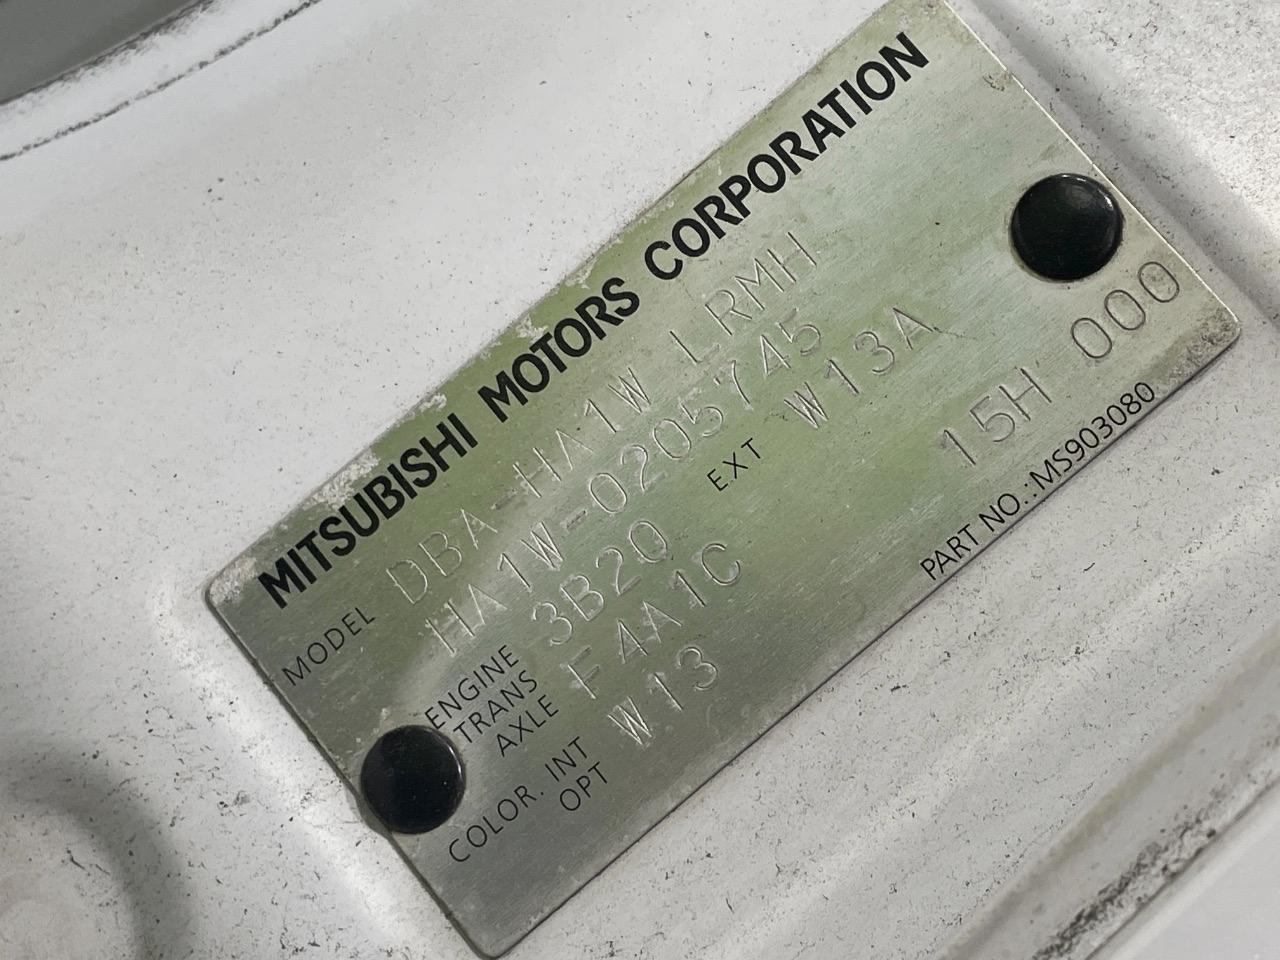 MITSUBISHI MOTORS CORPORATION
MODEL DBA-HA1W LRMH
HA1W-0205745
ENGINE 3B20 EXT W13A
TRANS
AXLE F4A1C
COLOR. INT W13 15H 000
OPT
PART NO.:MS903080